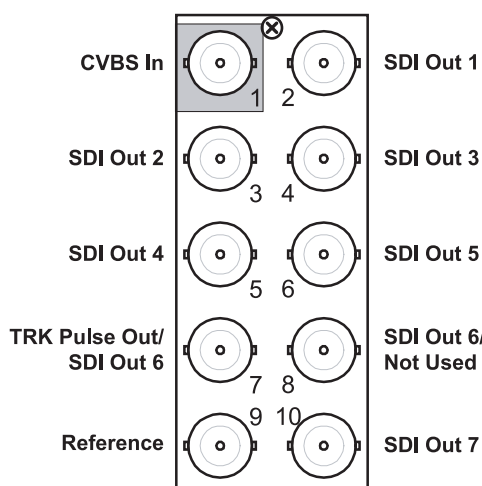 CVBS In
1
2
SDI Out 1
SDI Out 2
3
4
SDI Out 3
SDI Out 4
5
6
SDI Out 5
TRK Pulse Out/
SDI Out 6
7
8
SDI Out 6/
Not Used
Reference
9
10
SDI Out 7